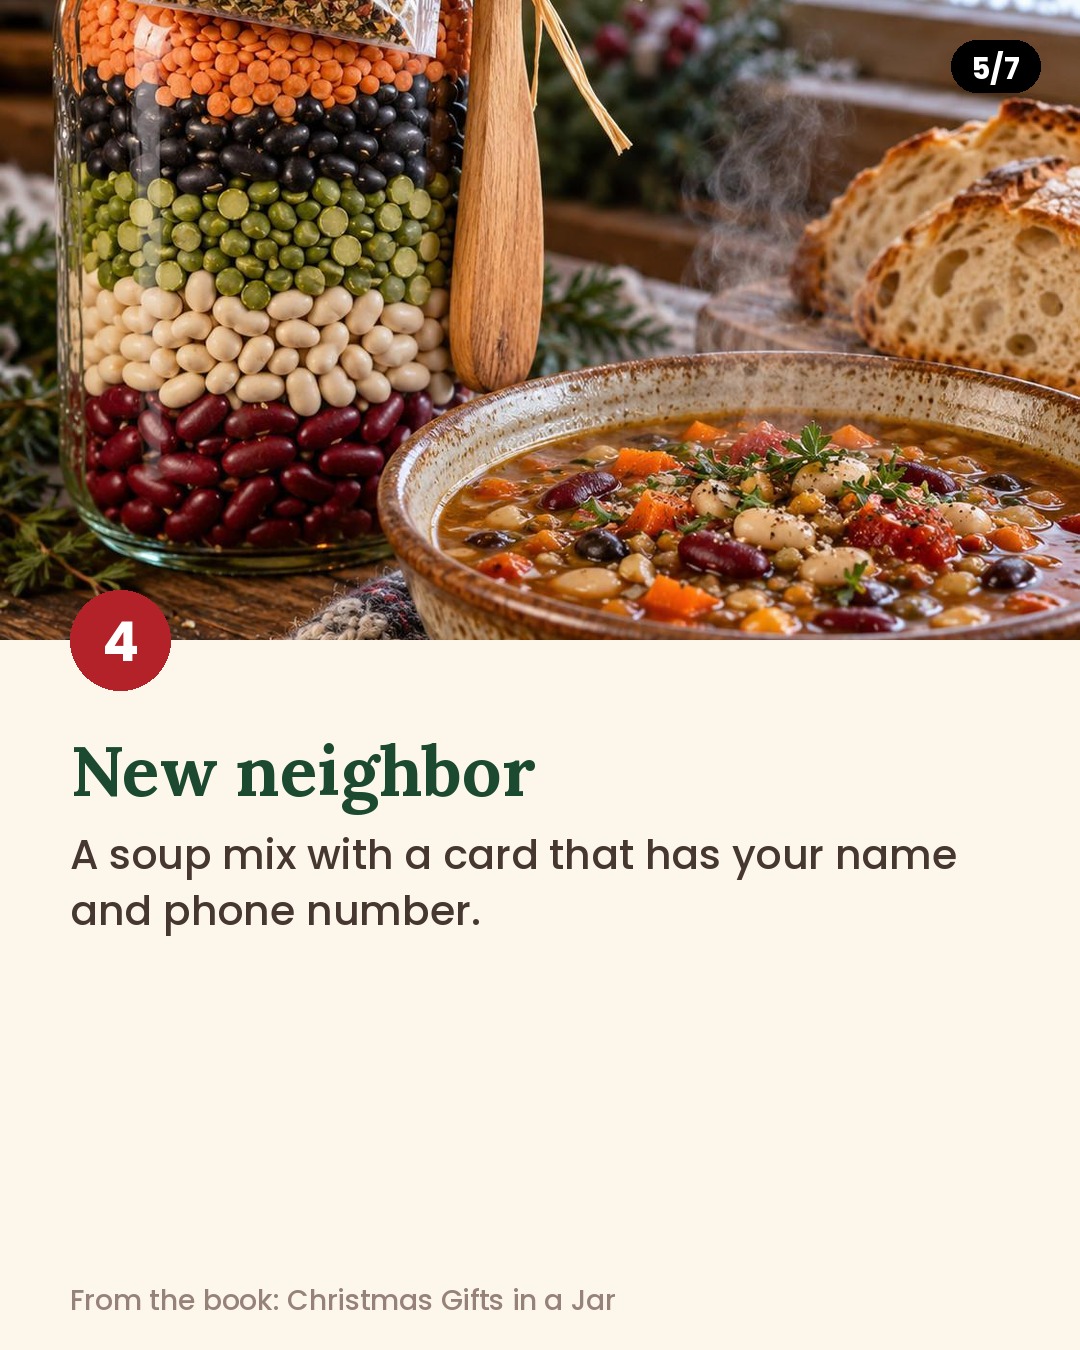 5/7
4
New neighbor
A soup mix with a card that has your name
and phone number.
From the book: Christmas Gifts in a Jar